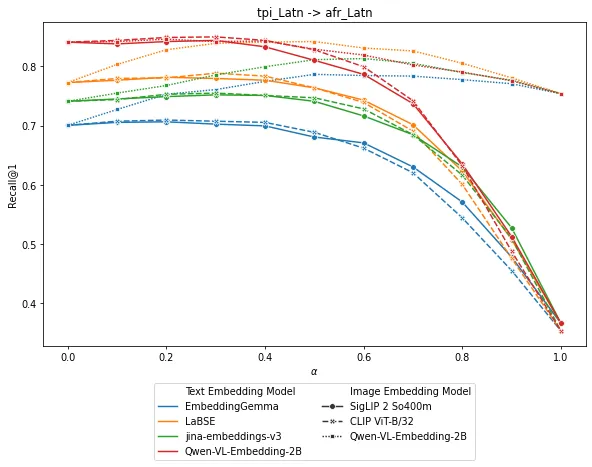 tpi_Latn -> afr_Latn
Recall@1
0.8
0.7
0.6
0.5
0.4
0.0 0.2 0.4 0.6 0.8 1.0
α
Text Embedding Model Image Embedding Model
EmbeddingGemma SigLIP 2 So400m
LaBSE CLIP ViT-B/32
jina-embeddings-v3 Qwen-VL-Embedding-2B
Qwen-VL-Embedding-2B